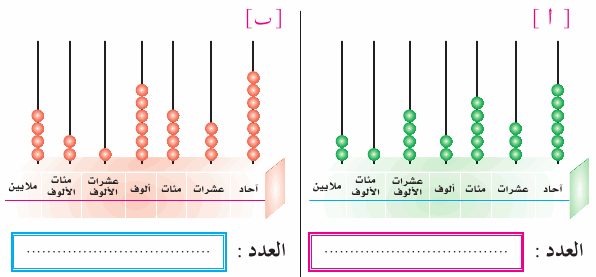 [ أ ]
آحاد عشرات مئات ألوف عشرات الألوف مئات الألوف ملايين
العدد : ....................................
[ب]
آحاد عشرات مئات ألوف عشرات الألوف مئات الألوف ملايين
العدد : ....................................